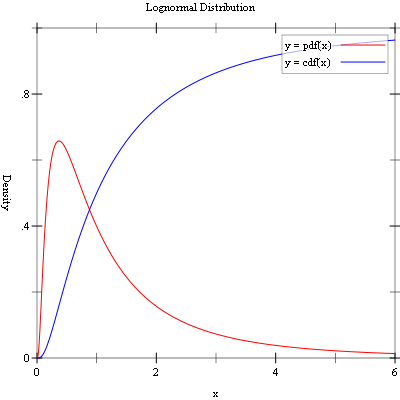 Lognormal Distribution
y = pdf(x)
y = cdf(x)
.8
.4
0
Density
0 2 4 6
x